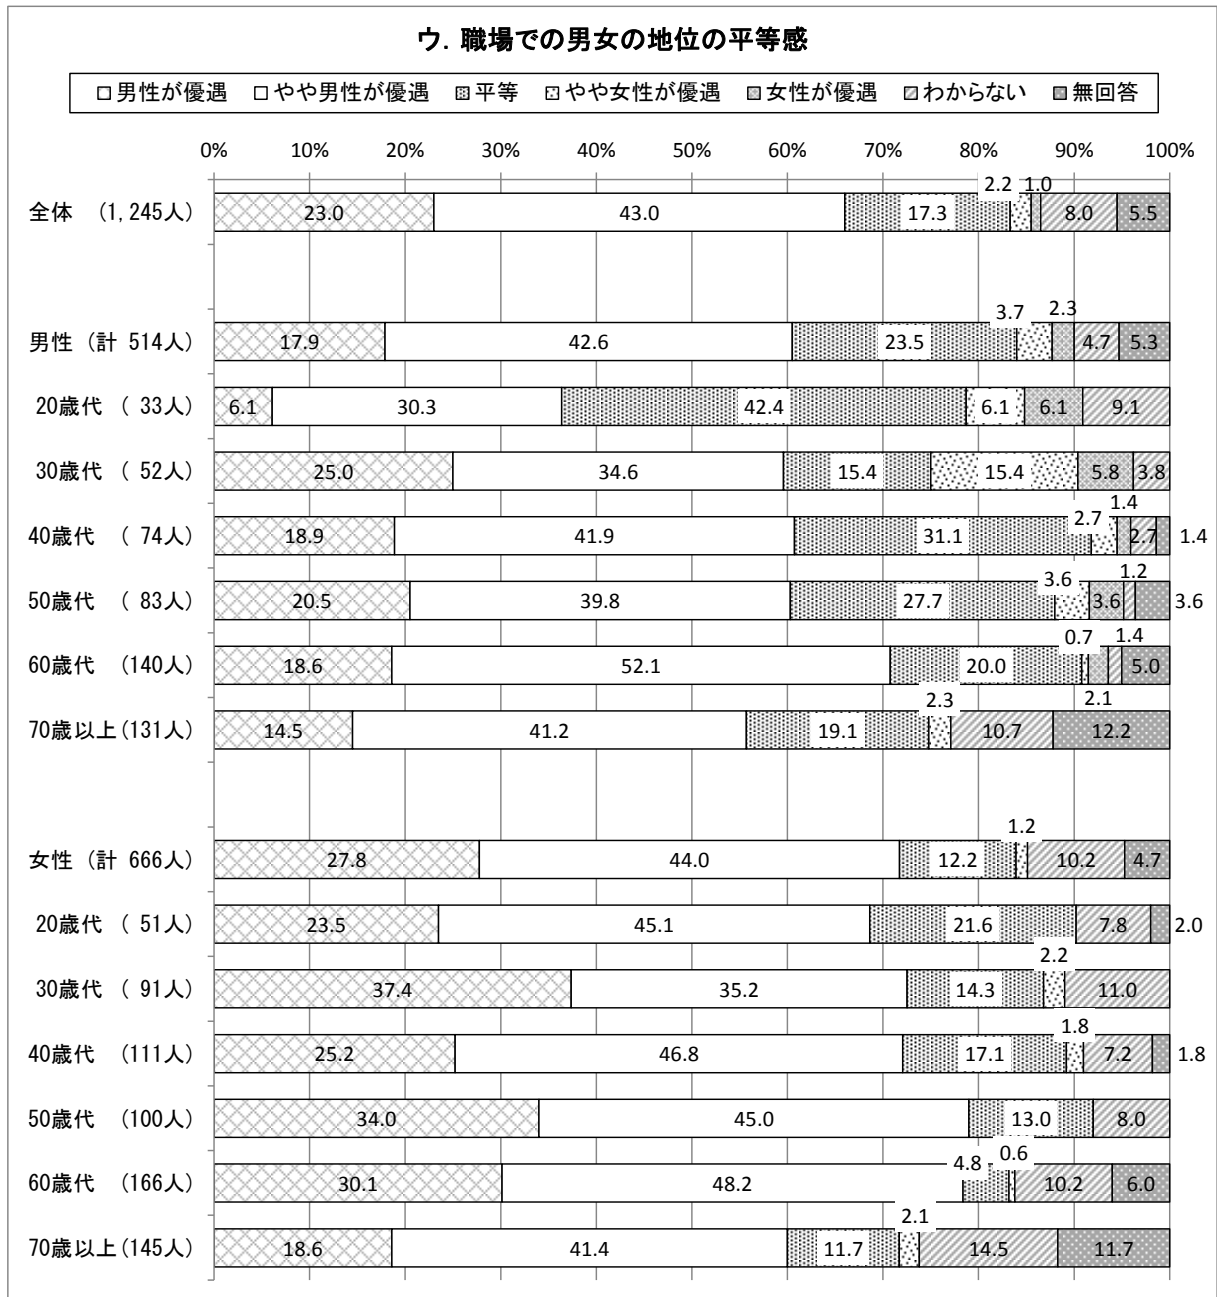 ウ. 職場での男女の地位の平等感
男性が優遇 やや男性が優遇 平等 やや女性が優遇 女性が優遇 わからない 無回答
0% 10% 20% 30% 40% 50% 60% 70% 80% 90% 100%
2.2 1.0
全体 (1,245人) 23.0 43.0 17.3 8.0 5.5
3.7 2.3
男性 (計 514人) 17.9 42.6 23.5 4.7 5.3
20歳代 ( 33人) 6.1 30.3 42.4 6.1 6.1 9.1
30歳代 ( 52人) 25.0 34.6 15.4 15.4 5.8 3.8
2.7 1.4
40歳代 ( 74人) 18.9 41.9 31.1 2.7 1.4
3.6 1.2
50歳代 ( 83人) 20.5 39.8 27.7 3.6 3.6
0.7 1.4
60歳代 (140人) 18.6 52.1 20.0 5.0
2.3 2.1
70歳以上(131人) 14.5 41.2 19.1 10.7 12.2
1.2
女性 (計 666人) 27.8 44.0 12.2 10.2 4.7
20歳代 ( 51人) 23.5 45.1 21.6 7.8 2.0
2.2
30歳代 ( 91人) 37.4 35.2 14.3 11.0
1.8
40歳代 (111人) 25.2 46.8 17.1 7.2 1.8
50歳代 (100人) 34.0 45.0 13.0 8.0
4.8 0.6
60歳代 (166人) 30.1 48.2 10.2 6.0
2.1
70歳以上(145人) 18.6 41.4 11.7 14.5 11.7